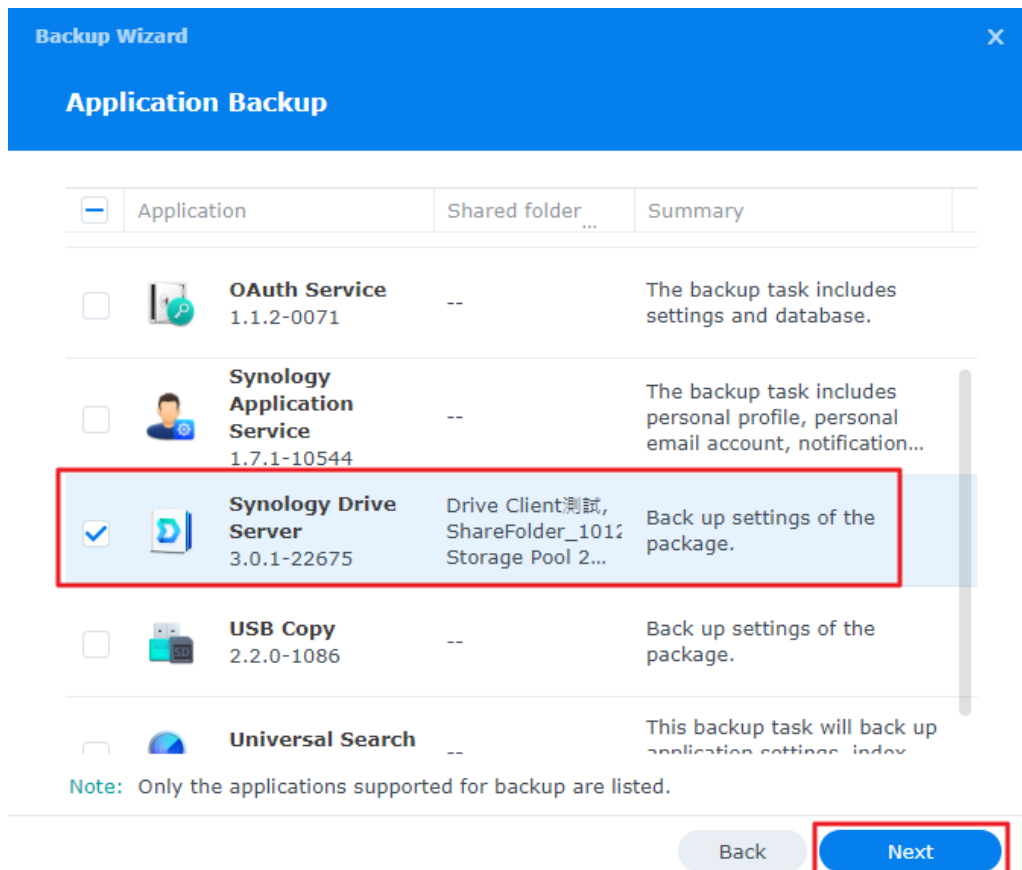 Backup Wizard
Application Backup
Application Shared folder ... Summary
OAuth Service
1.1.2-0071
--
The backup task includes
settings and database.
Synology
Application
Service
1.7.1-10544
--
The backup task includes
personal profile, personal
email account, notification...
Synology Drive
Server
3.0.1-22675
Drive Client測試,
ShareFolder_1012
Storage Pool 2...
Back up settings of the
package.
USB Copy
2.2.0-1086
--
Back up settings of the
package.
Universal Search
--
This backup task will back up
application settings, index
Note: Only the applications supported for backup are listed.
Back Next